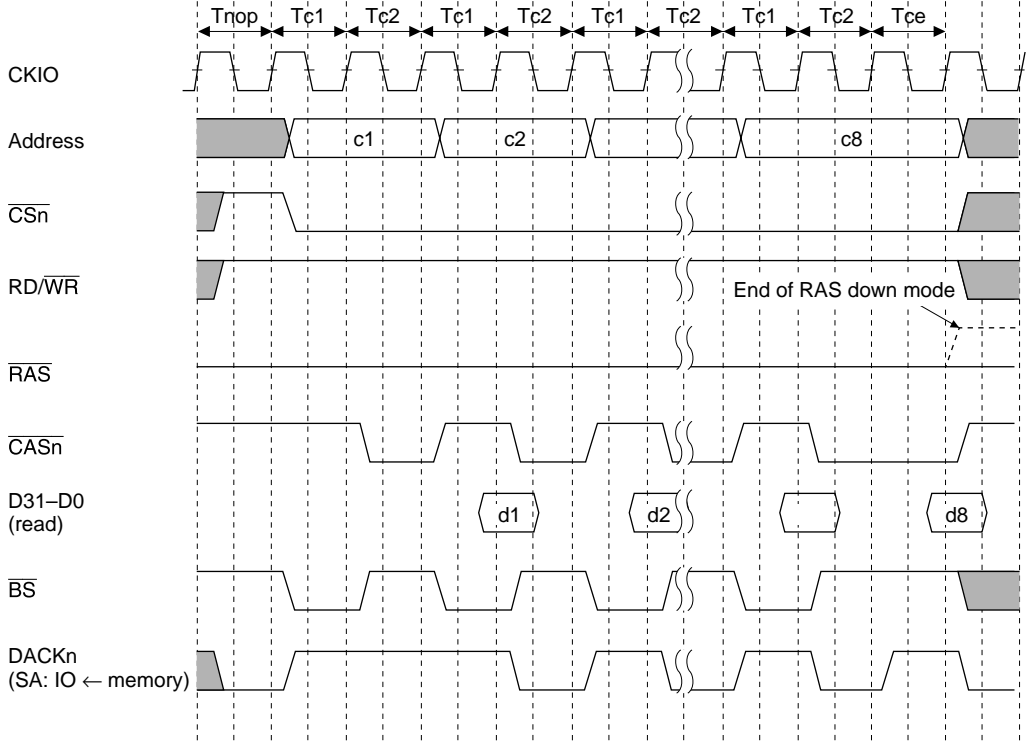 Tnop Tc1 Tc2 Tc1 Tc2 Tc1 Tc2 Tc1 Tc2 Tce
CKIO
Address c1 c2 c8
CSn
RD/WR
End of RAS down mode
RAS
CASn
D31–D0
(read) d1 d2 d8
BS
DACKn
(SA: IO ← memory)